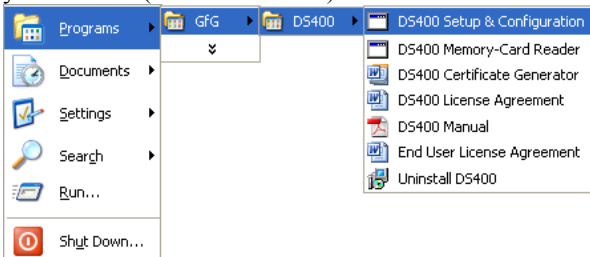 Programs
Documents
Settings
Search
Run...
Shut Down...
GfG
DS400
DS400 Setup & Configuration
DS400 Memory-Card Reader
DS400 Certificate Generator
DS400 License Agreement
DS400 Manual
End User License Agreement
Uninstall DS400